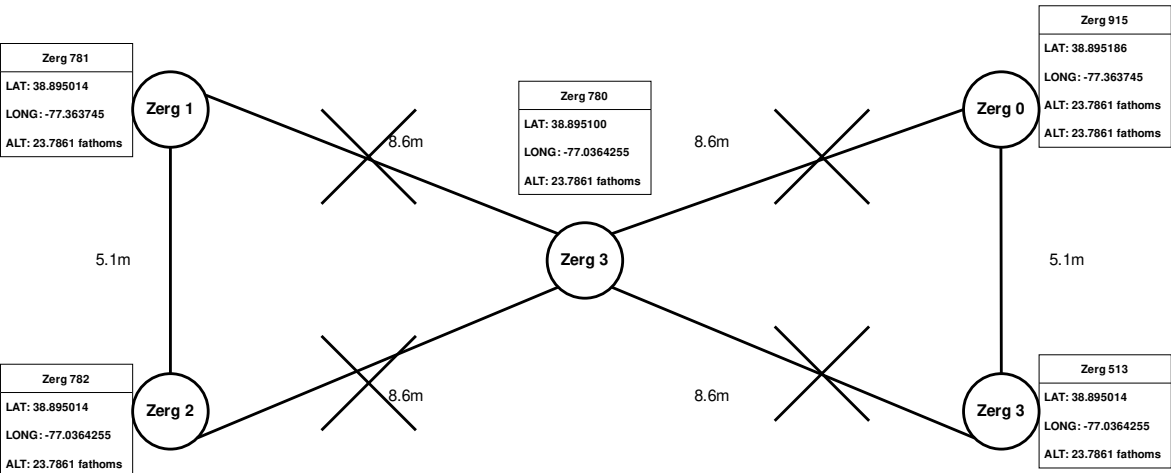 Zerg 915
LAT: 38.895186
LONG: -77.363745
ALT: 23.7861 fathoms
ALT: 23.7861 fathoms
Zerg 0
Zerg 781
LAT: 38.895014
LONG: -77.363745
ALT: 23.7861 fathoms
Zerg 1
Zerg 780
LAT: 38.895100
LONG: -77.0364255
ALT: 23.7861 fathoms
8.6m
8.6m
5.1m
Zerg 3
5.1m
Zerg 782
LAT: 38.895014
LONG: -77.0364255
ALT: 23.7861 fathoms
Zerg 2
8.6m
8.6m
Zerg 3
Zerg 513
LAT: 38.895014
LONG: -77.0364255
ALT: 23.7861 fathoms